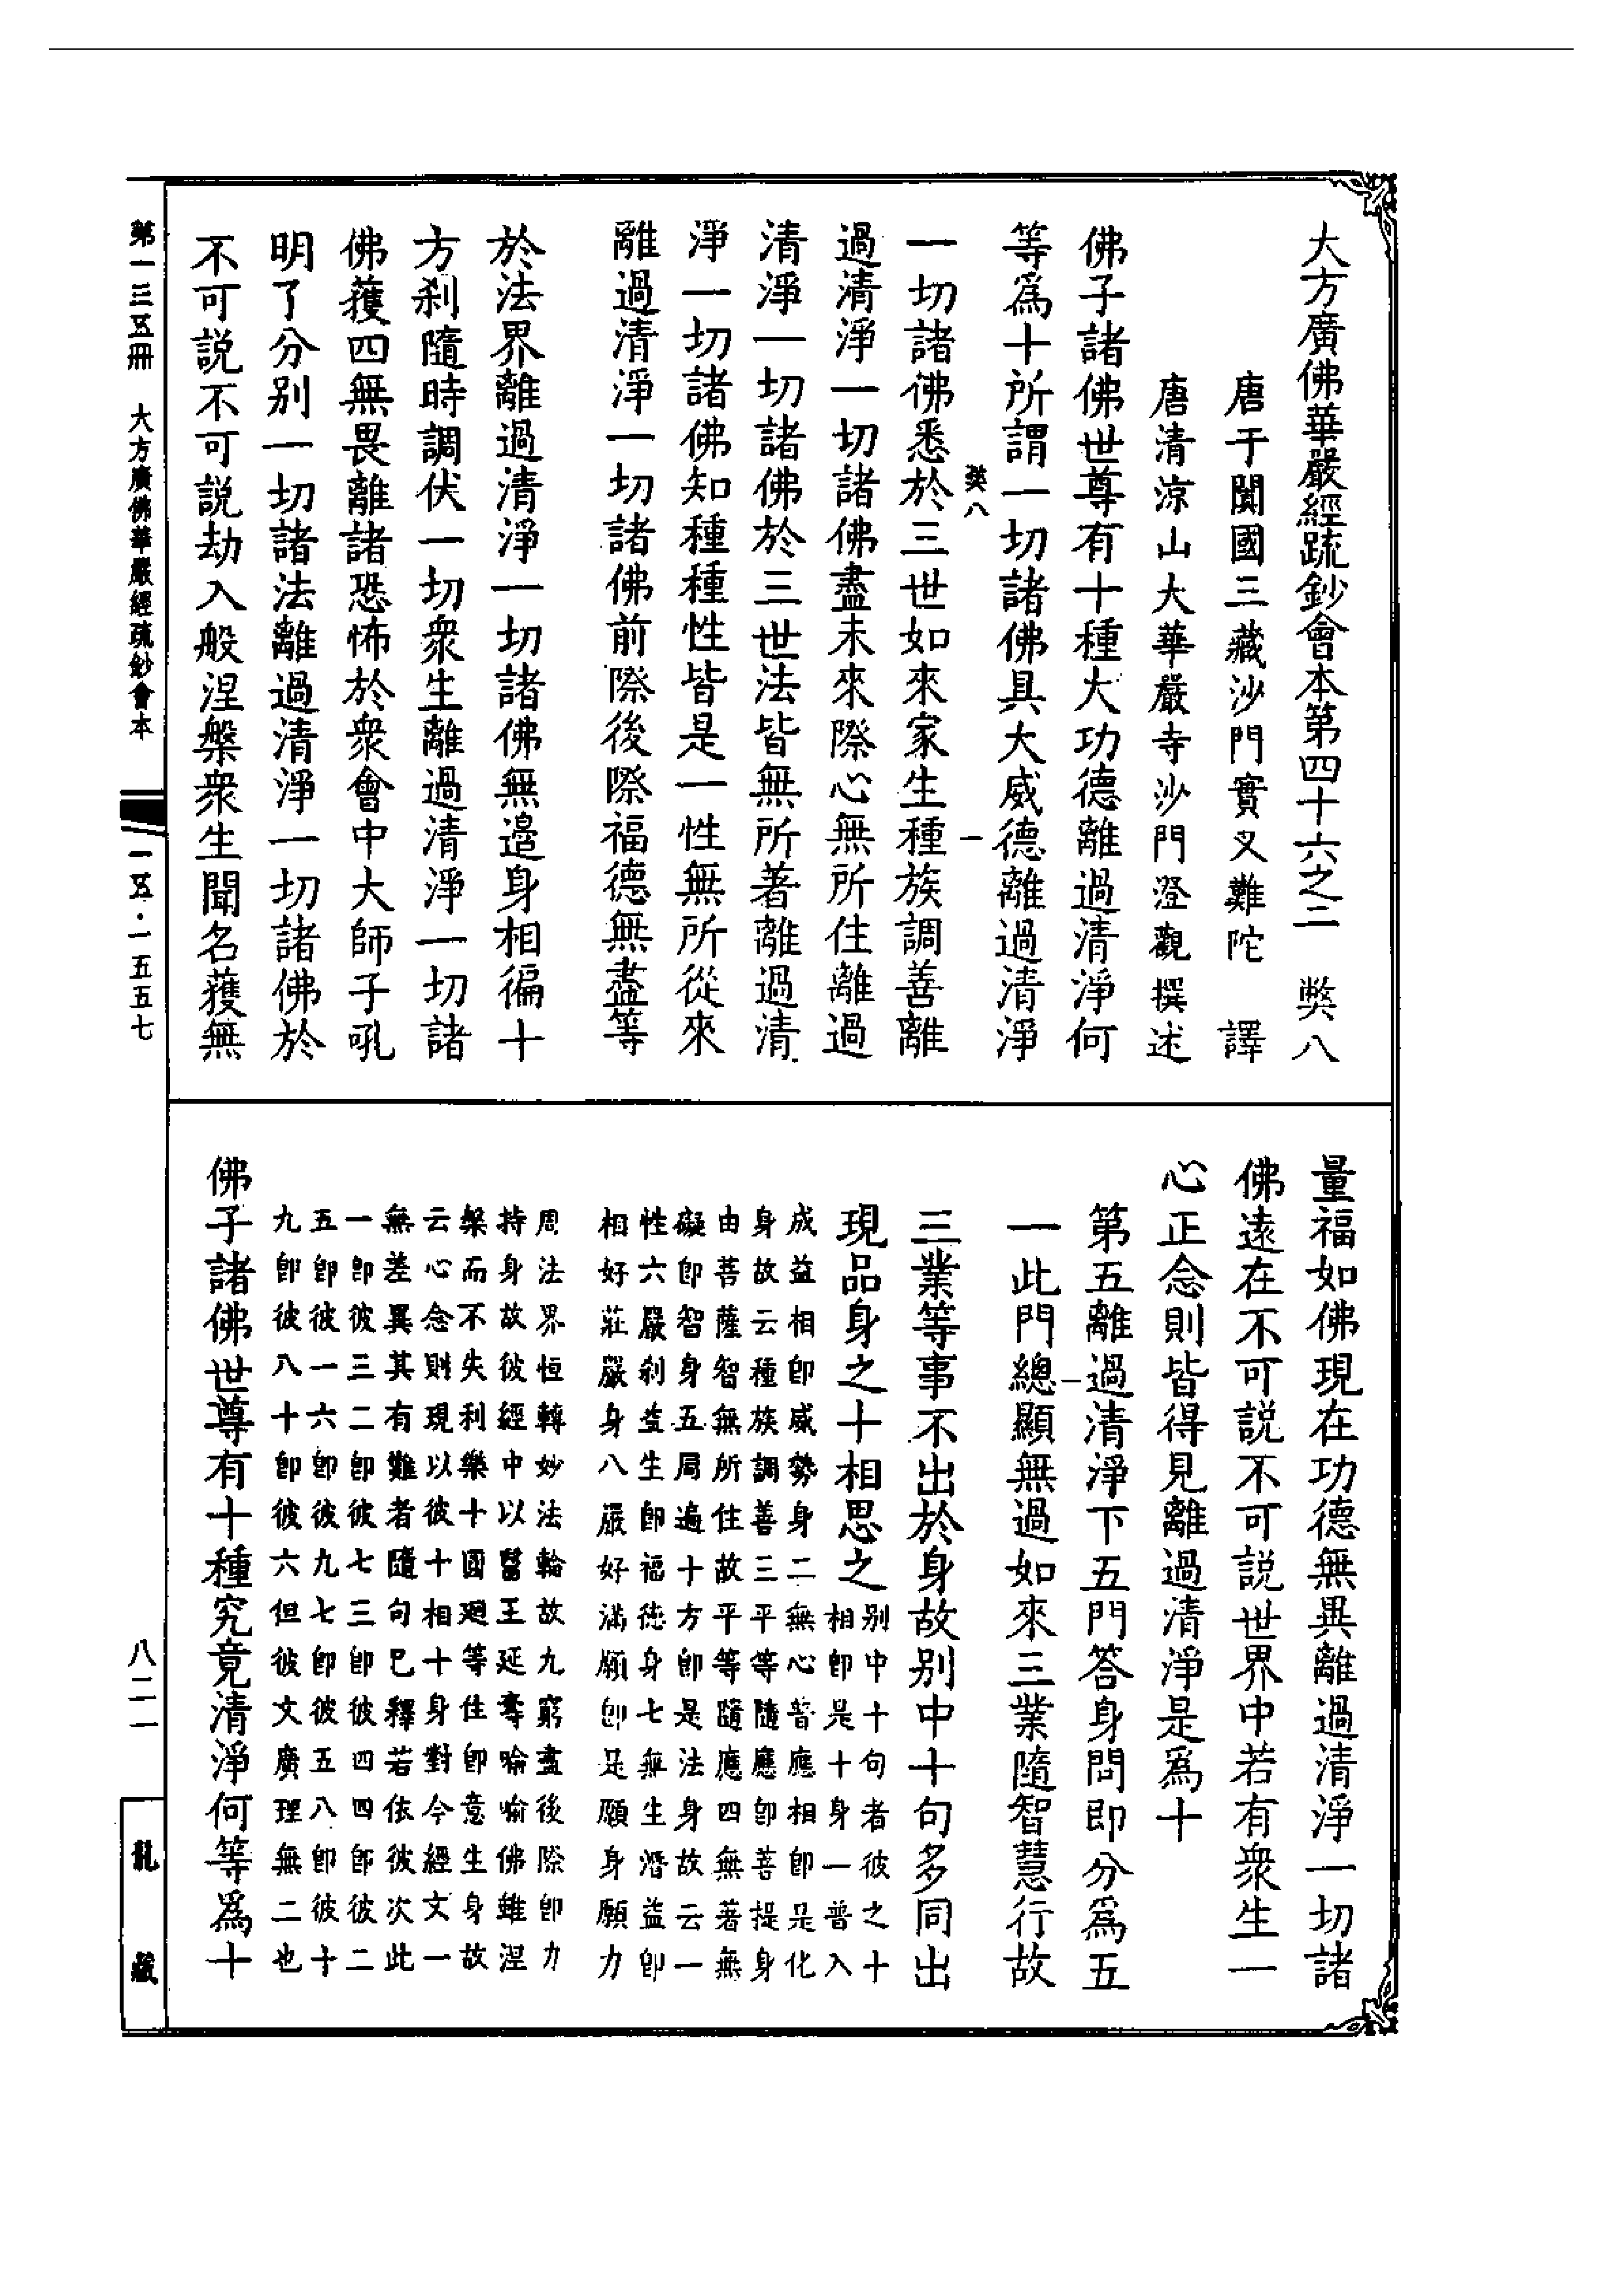 大方廣佛華嚴經疏鈔會本第四十六之二　弊八
唐于闐國三藏沙門實叉難陀　譯
唐清涼山大華嚴寺沙門澄觀撰述
佛子諸佛世尊有十種大功德離過清淨何
等爲十所謂一切諸佛具大威德離過清淨
弊八　一
一切諸佛悉於三世如來家生種族調善離
過清淨一切諸佛盡未來際心無所住離過
清淨一切諸佛於三世法皆無所著離過清
淨一切諸佛知種種性皆是一性無所從來
離過清淨一切諸佛前際後際福德無盡等
於法界離過清淨一切諸佛無邊身相徧十
方刹隨時調伏一切衆生離過清淨一切諸
佛獲四無畏離諸恐怖於衆會中大師子吼
明了分別一切諸法離過清淨一切諸佛於
不可説不可説劫入般涅槃衆生聞名獲無
量福如佛現在功德無異離過清淨一切諸
佛遠在不可説不可説世界中若有衆生一
心正念則皆得見離過清淨是爲十
第五離過清淨下五門答身問即分爲五
一
一此門總顯無過如來三業隨智慧行故
三業等事不出於身故別中十句多同出
現品身之十相思之
別中十句者彼之十
相即是十身一普入
成益相即威勢身二無心普應相即是化
身故云種族調善三平等隨應即菩提身
由菩薩智無所住故平等隨應四無著無
礙即智身五周遍十方即是法身故云一
性六嚴刹益生即福德身七無生潛益即
相好莊嚴身八嚴好滿願即是願身願力
周法界恒轉妙法輪故九窮盡後際即力
持身故彼經中以醫王延壽喻喻佛雖涅
槃而不失利樂十圓迴等住即意生身故
云心念則現以彼十相十身對今經文一
無差異其有難者隨句已釋若依彼次此
一即彼三二即彼七三即彼四四即彼二
五即彼一六即彼九七即彼五八即彼十
九即彼八十即彼六但彼文廣理無二也
佛子諸佛世尊有十種究竟清淨何等爲十
第一三五冊　大方廣佛華嚴經疏鈔會本
一五五·一五五七
八二一
龍藏